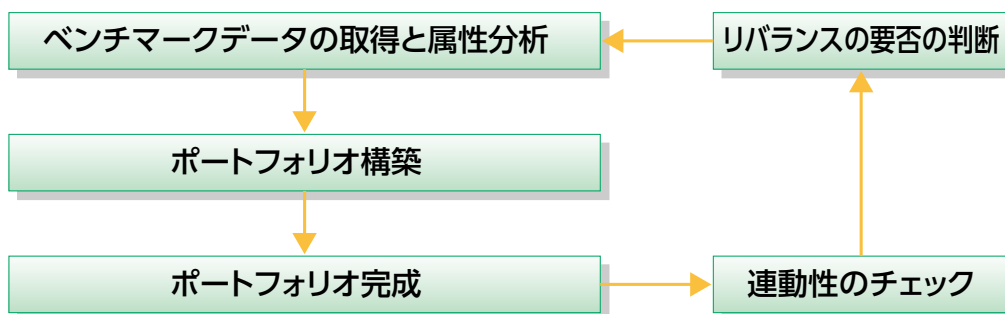 ベンチマークデータの取得と属性分析
リバランスの要否の判断
ポートフォリオ構築
ポートフォリオ完成
連動性のチェック